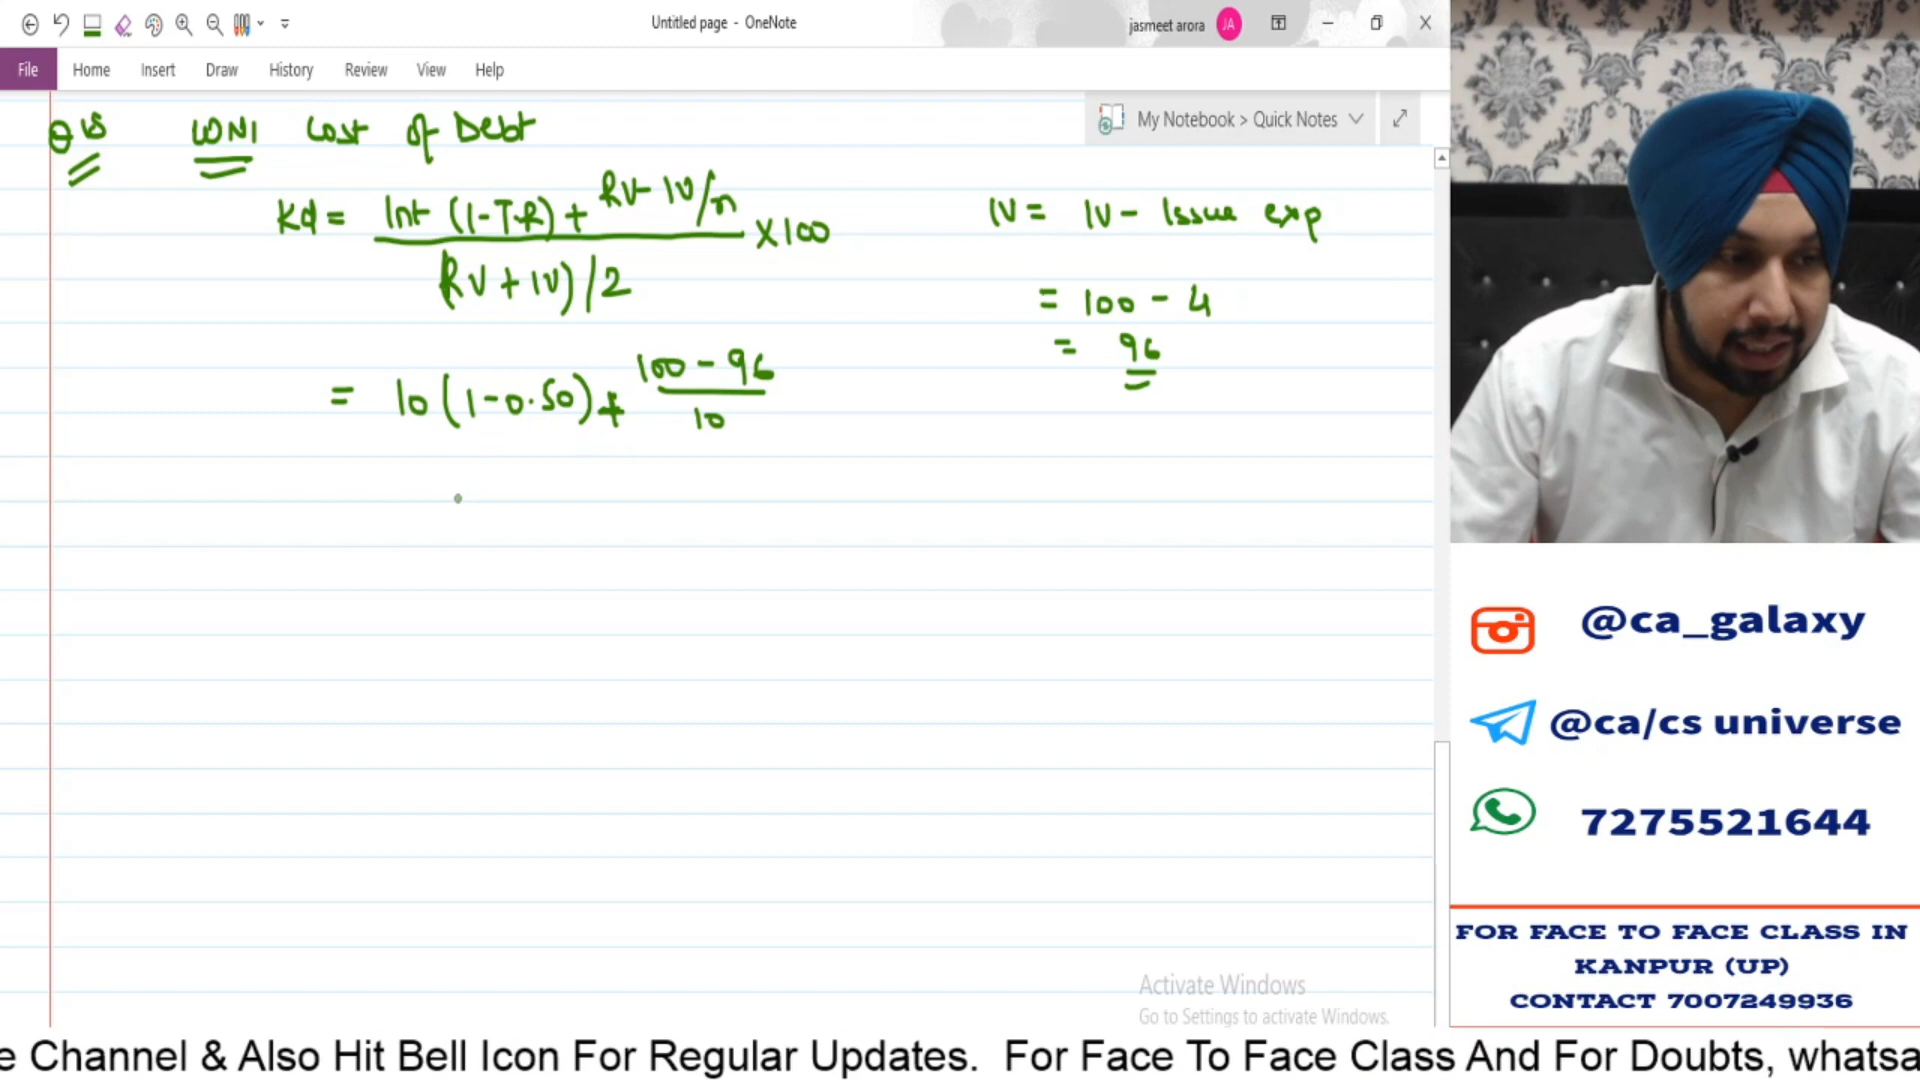 Untitled page - OneNote
jasmeet arora
JA
File Home Insert Draw History Review View Help
My Notebook > Quick Notes
WN1 Cost of Debt
Kd = Int (1-T.R) + RV - IV/n
(RV + IV)/2
X100
IV = IV - Issue exp
= 100 - 4
= 96
= 10 (1-0.50) + 100 - 96
10
@ca_galaxy
@ca/cs universe
7275521644
FOR FACE TO FACE CLASS IN
KANPUR (UP)
CONTACT 7007249936
Activate Windows
Go to Settings to activate Windows.
e Channel & Also Hit Bell Icon For Regular Updates. For Face To Face Class And For Doubts, whatsa